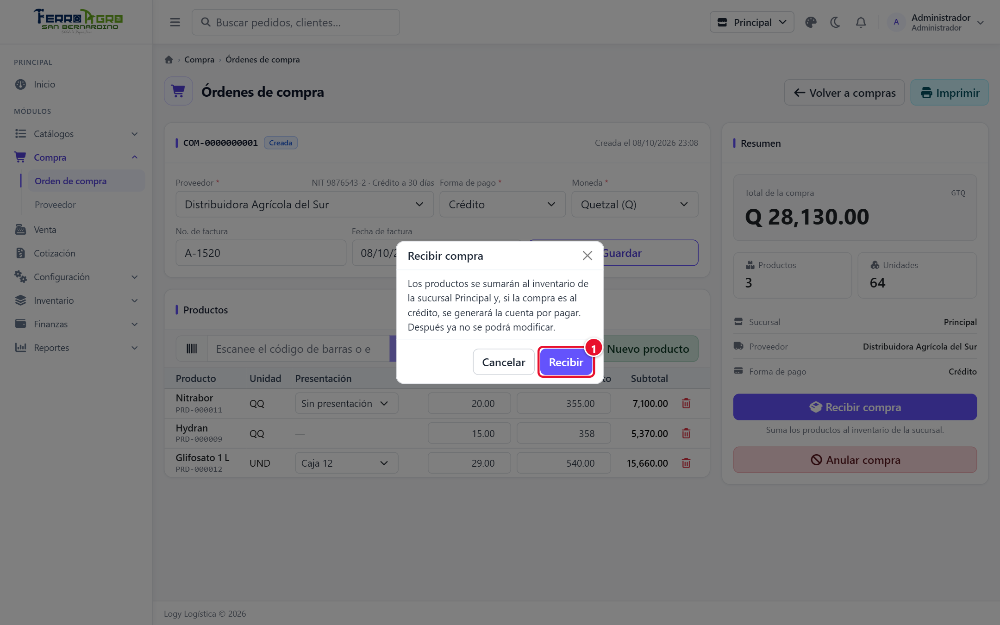 FERRO AGRO
SAN BERNARDINO
Buscar pedidos, clientes...
Principal
A
Administrador
Administrador
PRINCIPAL
Inicio
MÓDULOS
Catálogos
Compra
Orden de compra
Proveedor
Venta
Cotización
Configuración
Inventario
Finanzas
Reportes
› Compra › Órdenes de compra
Órdenes de compra
Volver a compras
Imprimir
COM-0000000001 Creada
Creada el 08/10/2026 23:08
Proveedor *
NIT 9876543-2 · Crédito a 30 días
Forma de pago *
Moneda *
Distribuidora Agrícola del Sur
Crédito
Quetzal (Q)
No. de factura
Fecha de factura
A-1520
08/10/2
Guardar
Productos
Escanee el código de barras o e
Nuevo producto
Producto Unidad Presentación to Subtotal
Nitrabor
PRD-000011
QQ Sin presentación 20.00 355.00 7,100.00
Hydran
PRD-000009
QQ — 15.00 358 5,370.00
Glifosato 1 L
PRD-000012
UND Caja 12 29.00 540.00 15,660.00
Recibir compra
Los productos se sumarán al inventario de
la sucursal Principal y, si la compra es al
crédito, se generará la cuenta por pagar.
Después ya no se podrá modificar.
Cancelar
Recibir
1
Resumen
Total de la compra GTQ
Q 28,130.00
Productos
3
Unidades
64
Sucursal Principal
Proveedor Distribuidora Agrícola del Sur
Forma de pago Crédito
Recibir compra
Suma los productos al inventario de la sucursal.
Anular compra
Logy Logística © 2026